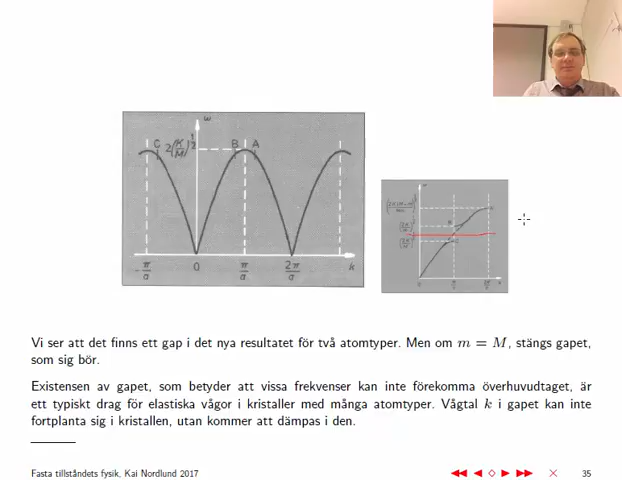 ω
C
2(K/M)^1/2
B
A
-π/a
0
π/a
2π/a
k
Vi ser att det finns ett gap i det nya resultatet för två atomtyper. Men om m = M, stängs gapet,
som sig bör.
Existensen av gapet, som betyder att vissa frekvenser kan inte förekomma överhuvudtaget, är
ett typiskt drag för elastiska vågor i kristaller med många atomtyper. Vågtal k i gapet kan inte
fortplanta sig i kristallen, utan kommer att dämpas i den.
Fasta tillståndets fysik, Kai Nordlund 2017
35